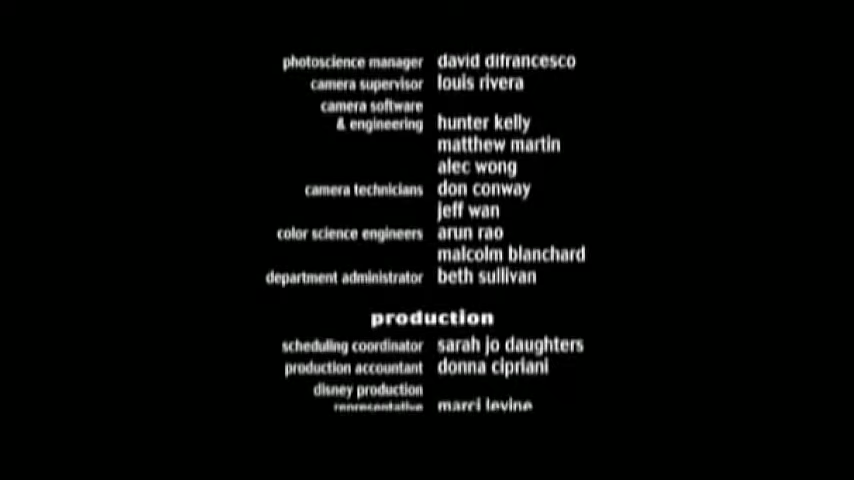 photoscience manager david difrancesco
camera supervisor louis rivera
camera software
& engineering hunter kelly
matthew martin
alec wong
camera technicians don conway
jeff wan
color science engineers arun rao
malcolm blanchard
department administrator beth sullivan
production
scheduling coordinator sarah jo daughters
production accountant donna cipriani
disney production
representative marci levine